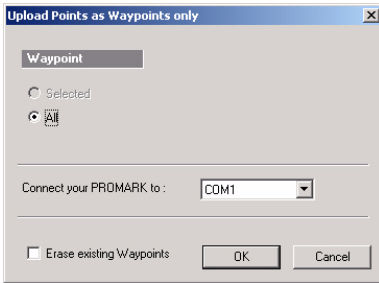 Upload Points as Waypoints only
Waypoint
Selected
All
Connect your PROMARK to :
COM1
Erase existing Waypoints
OK
Cancel